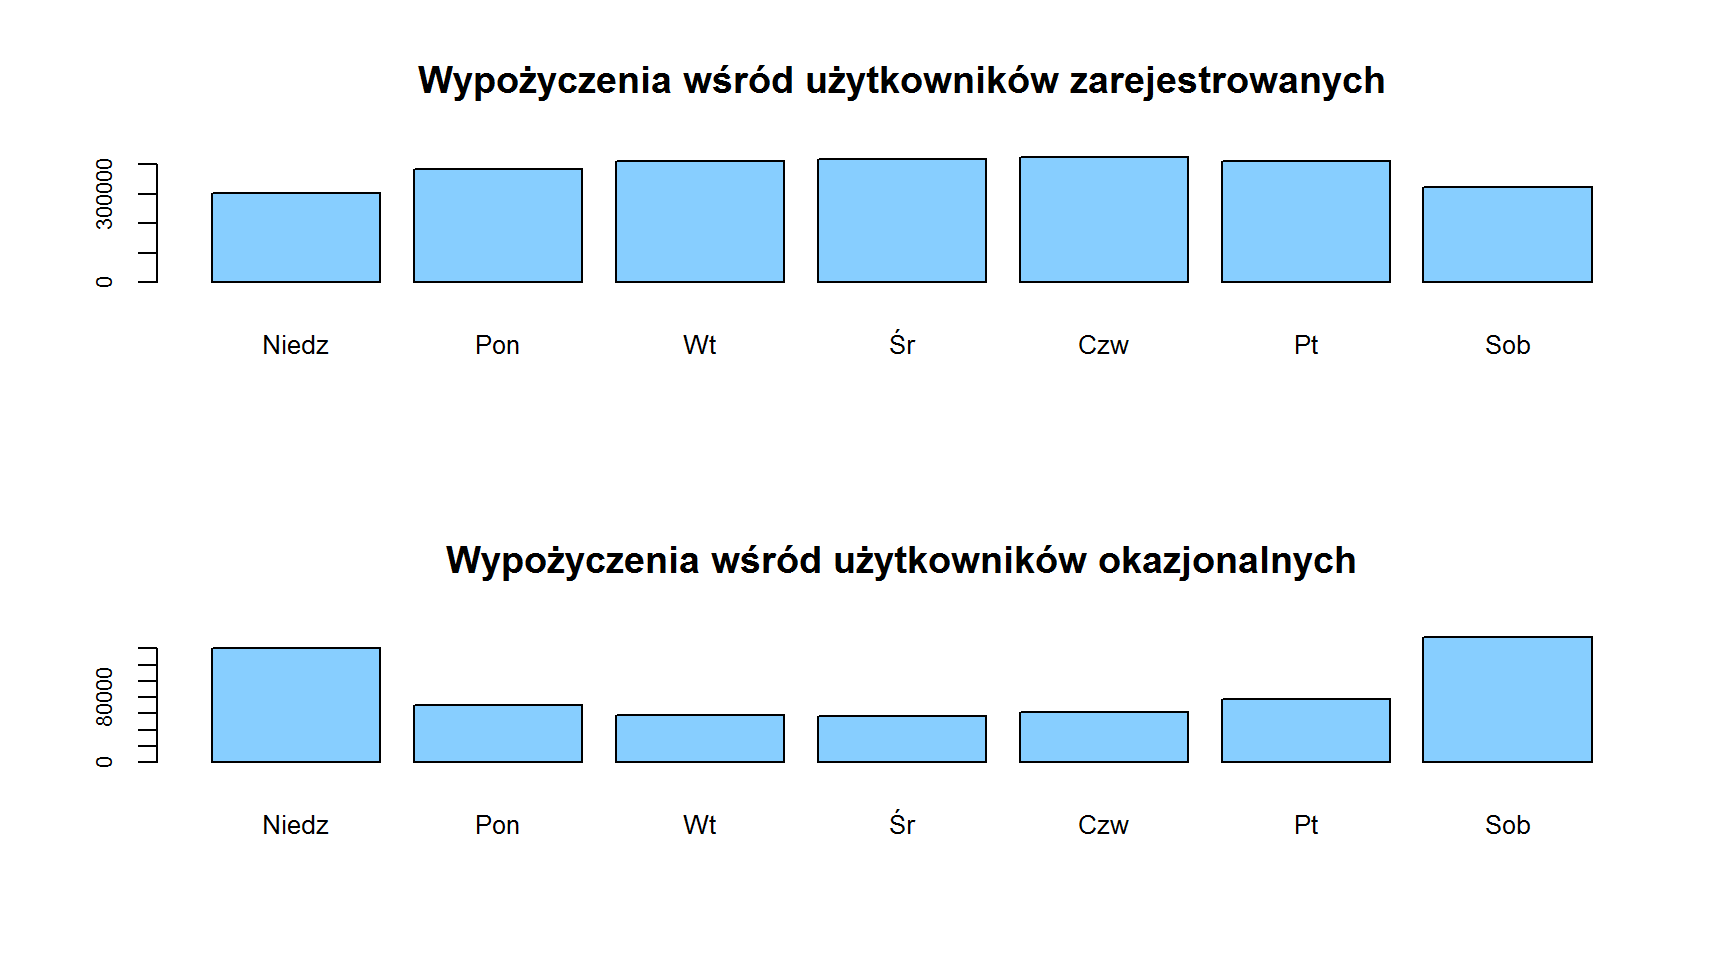 Wypożyczenia wśród użytkowników zarejestrowanych
300000
0
Niedz Pon Wt Śr Czw Pt Sob
Wypożyczenia wśród użytkowników okazjonalnych
80000
0
Niedz Pon Wt Śr Czw Pt Sob